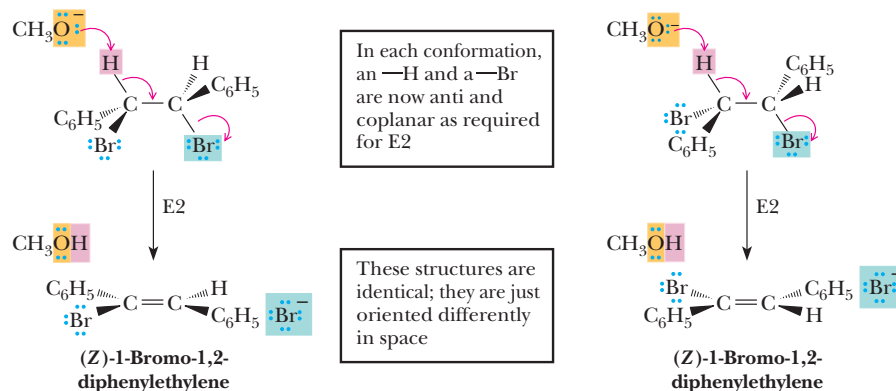 CH3O−
H
H
C6H5
C
C
C6H5
Br
Br
E2
CH3OH
C6H5
C=C
H
Br
C6H5
Br−
(Z)-1-Bromo-1,2-
diphenylethylene
In each conformation,
an —H and a —Br
are now anti and
coplanar as required
for E2
These structures are
identical; they are just
oriented differently
in space
CH3O−
H
C6H5
H
Br
C
C
C6H5
Br
E2
CH3OH
Br
C6H5
C=C
Br−
C6H5
H
(Z)-1-Bromo-1,2-
diphenylethylene